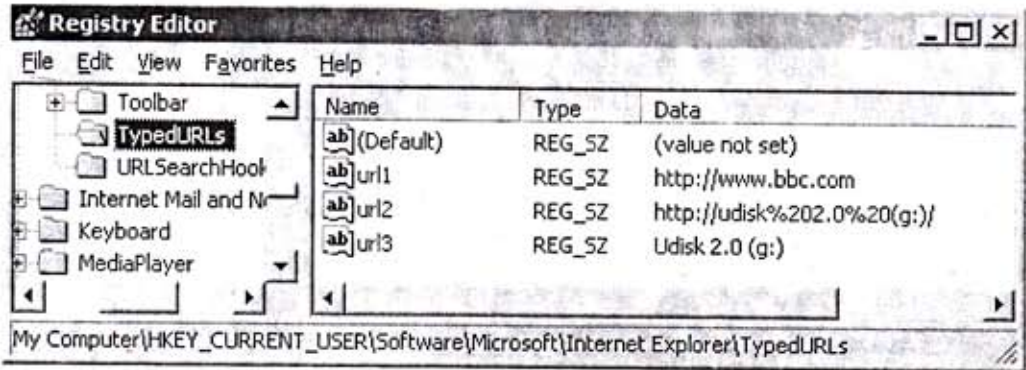 Registry Editor
File Edit View Favorites Help
Toolbar
TypedURLs
URLSearchHook
Internet Mail and Ne
Keyboard
MediaPlayer
Name Type Data
(Default) REG_SZ (value not set)
url1 REG_SZ http://www.bbc.com
url2 REG_SZ http://udisk%202.0%20(g:)/
url3 REG_SZ Udisk 2.0 (g:)
My Computer\HKEY_CURRENT_USER\Software\Microsoft\Internet Explorer\TypedURLs